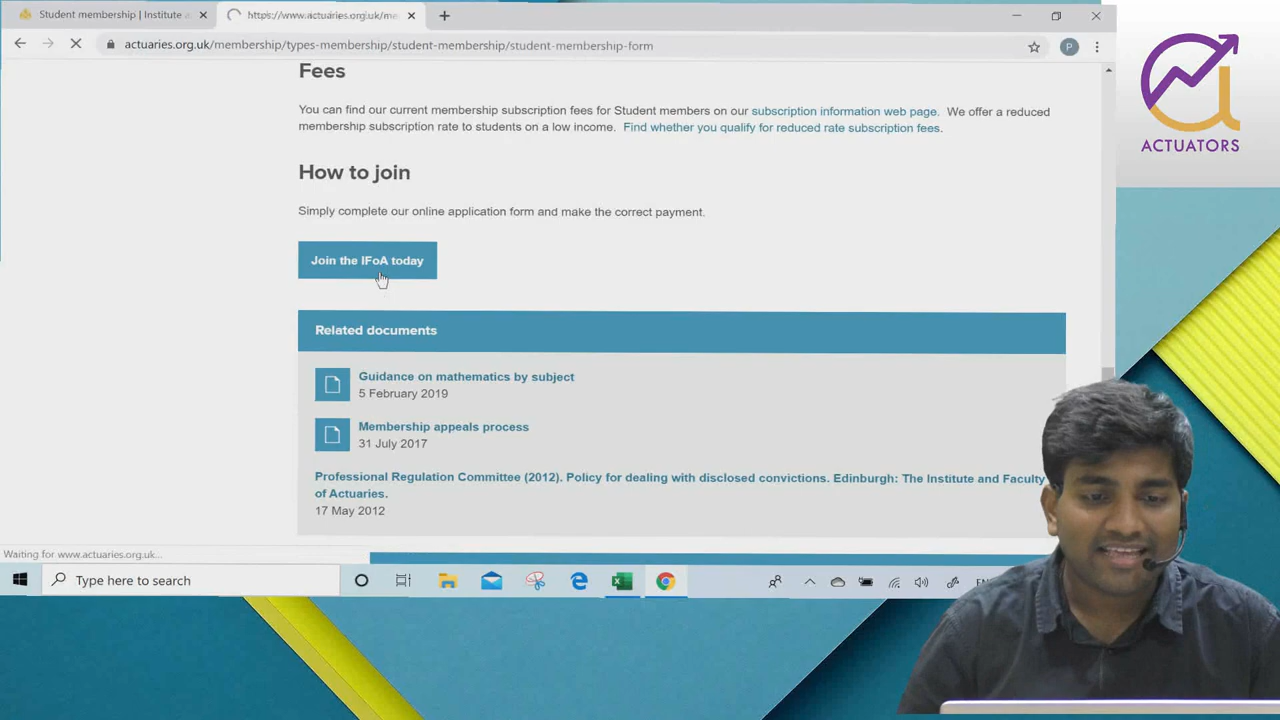 Student membership | Institute a
https://www.actuaries.org.uk/me
actuaries.org.uk/membership/types-membership/student-membership/student-membership-form
P
ACTUATORS
Fees
You can find our current membership subscription fees for Student members on our subscription information web page. We offer a reduced
membership subscription rate to students on a low income. Find whether you qualify for reduced rate subscription fees.
How to join
Simply complete our online application form and make the correct payment.
Join the IFoA today
Related documents
Guidance on mathematics by subject
5 February 2019
Membership appeals process
31 July 2017
Professional Regulation Committee (2012). Policy for dealing with disclosed convictions. Edinburgh: The Institute and Faculty
of Actuaries.
17 May 2012
Waiting for www.actuaries.org.uk...
Type here to search
EN